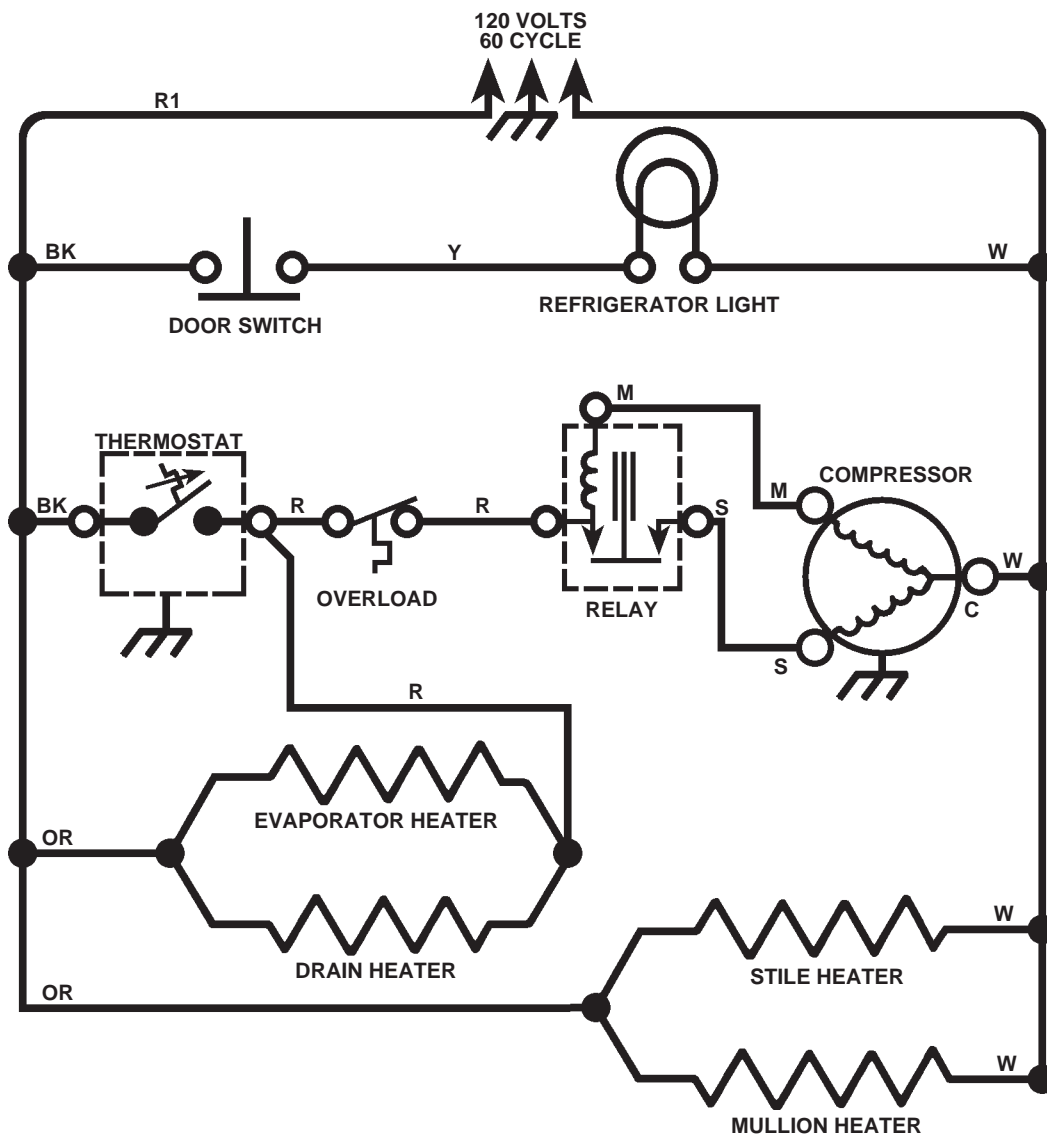 120 VOLTS
60 CYCLE
R1
BK
Y
W
DOOR SWITCH
REFRIGERATOR LIGHT
M
THERMOSTAT
COMPRESSOR
M
BK
R
R
S
W
OVERLOAD
RELAY
C
S
R
EVAPORATOR HEATER
OR
W
DRAIN HEATER
STILE HEATER
OR
W
MULLION HEATER